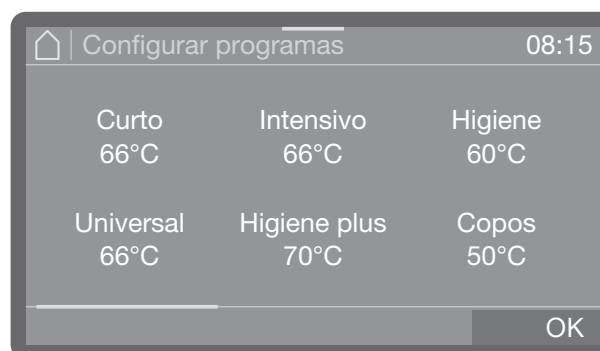 Configurar programas 08:15
Curto Intensivo Higiene
66°C 66°C 60°C
Universal Higiene plus Copos
66°C 70°C 50°C
OK